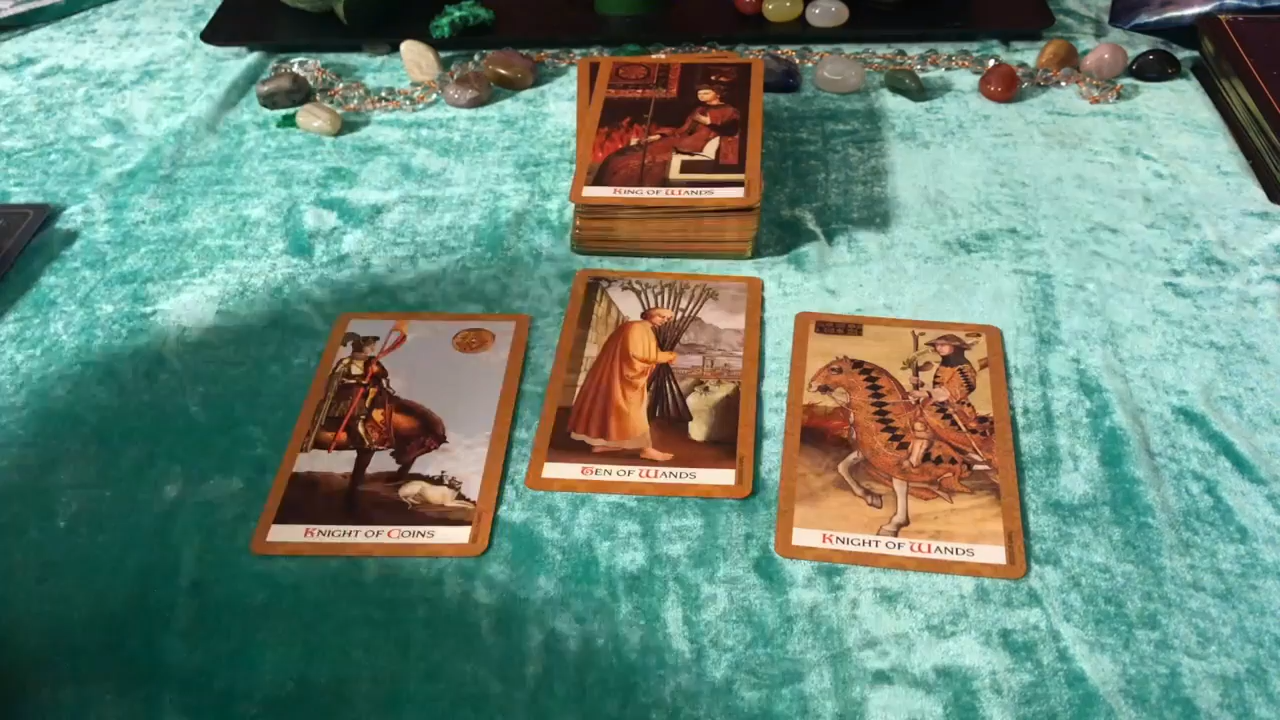 King of Wands
Ten of Wands
Knight of Coins
Knight of Wands